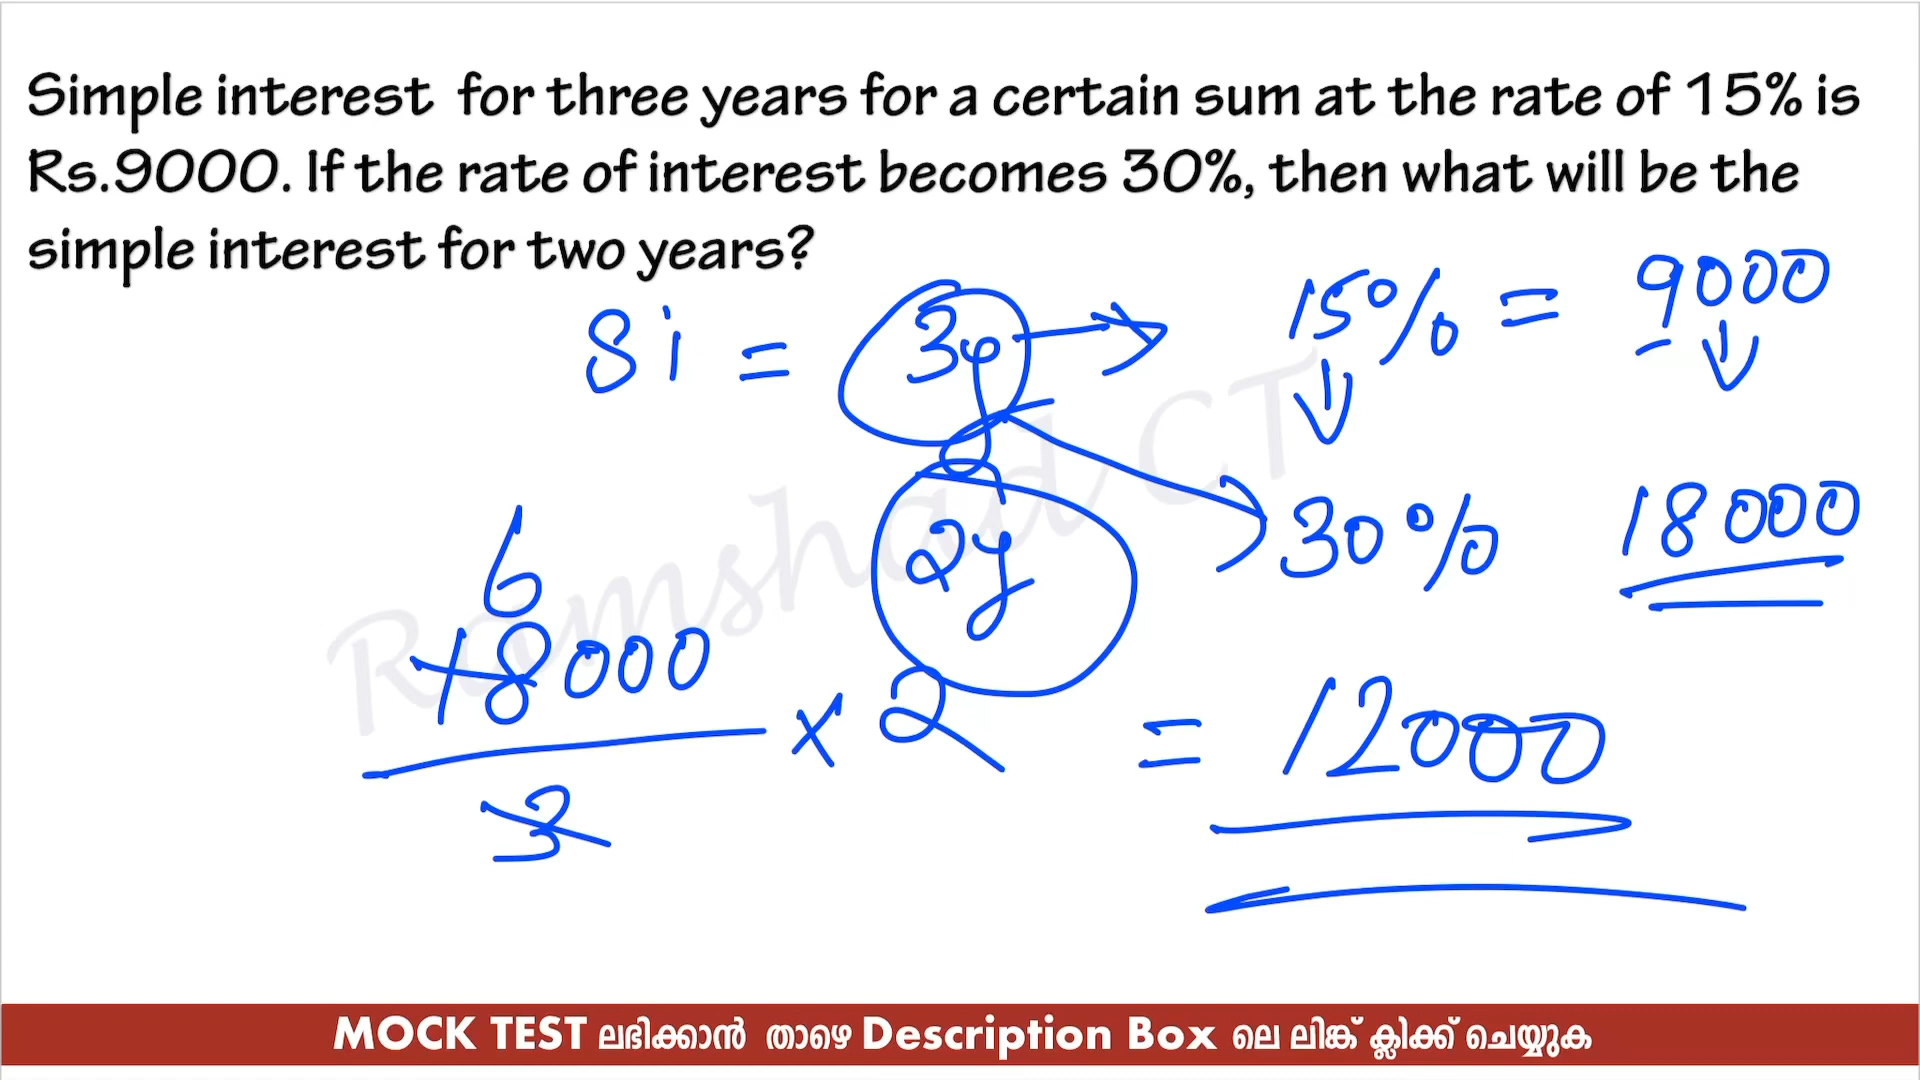 Simple interest for three years for a certain sum at the rate of 15% is
Rs.9000. If the rate of interest becomes 30%, then what will be the
simple interest for two years?
Si = 3y → 15% = 9000
2y 30% 18000
6
18000 × 2 = 12000
3
Ramshad CT
MOCK TEST ലഭിക്കാൻ താഴെ Description Box ലെ ലിങ്ക് ക്ലിക്ക് ചെയ്യുക